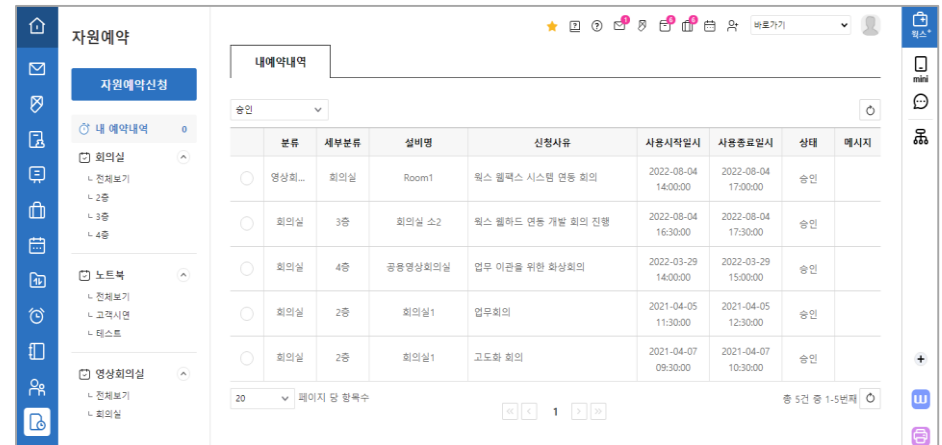 자원예약
바로가기
웍스+
mini
자원예약신청
내 예약내역 0
회의실
ㄴ 전체보기
ㄴ 2층
ㄴ 3층
ㄴ 4층
노트북
ㄴ 전체보기
ㄴ 고객시연
ㄴ 테스트
영상회의실
ㄴ 전체보기
ㄴ 회의실
내예약내역
승인
분류 세부분류 설비명 신청사유 사용시작일시 사용종료일시 상태 메시지
영상회... 회의실 Room1 웍스 웹팩스 시스템 연동 회의 2022-08-04 14:00:00 2022-08-04 17:00:00 승인
회의실 3층 회의실 소2 웍스 웹하드 연동 개발 회의 진행 2022-08-04 16:30:00 2022-08-04 17:30:00 승인
회의실 4층 공용영상회의실 업무 이관을 위한 화상회의 2022-03-29 14:00:00 2022-03-29 15:00:00 승인
회의실 2층 회의실1 업무회의 2021-04-05 11:30:00 2021-04-05 12:30:00 승인
회의실 2층 회의실1 고도화 회의 2021-04-07 09:30:00 2021-04-07 10:30:00 승인
20 페이지 당 항목수
1
총 5건 중 1-5번째